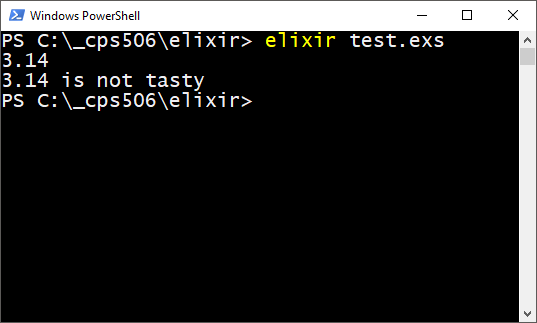 Windows PowerShell
PS C:\_cps506\elixir> elixir test.exs
3.14
3.14 is not tasty
PS C:\_cps506\elixir>